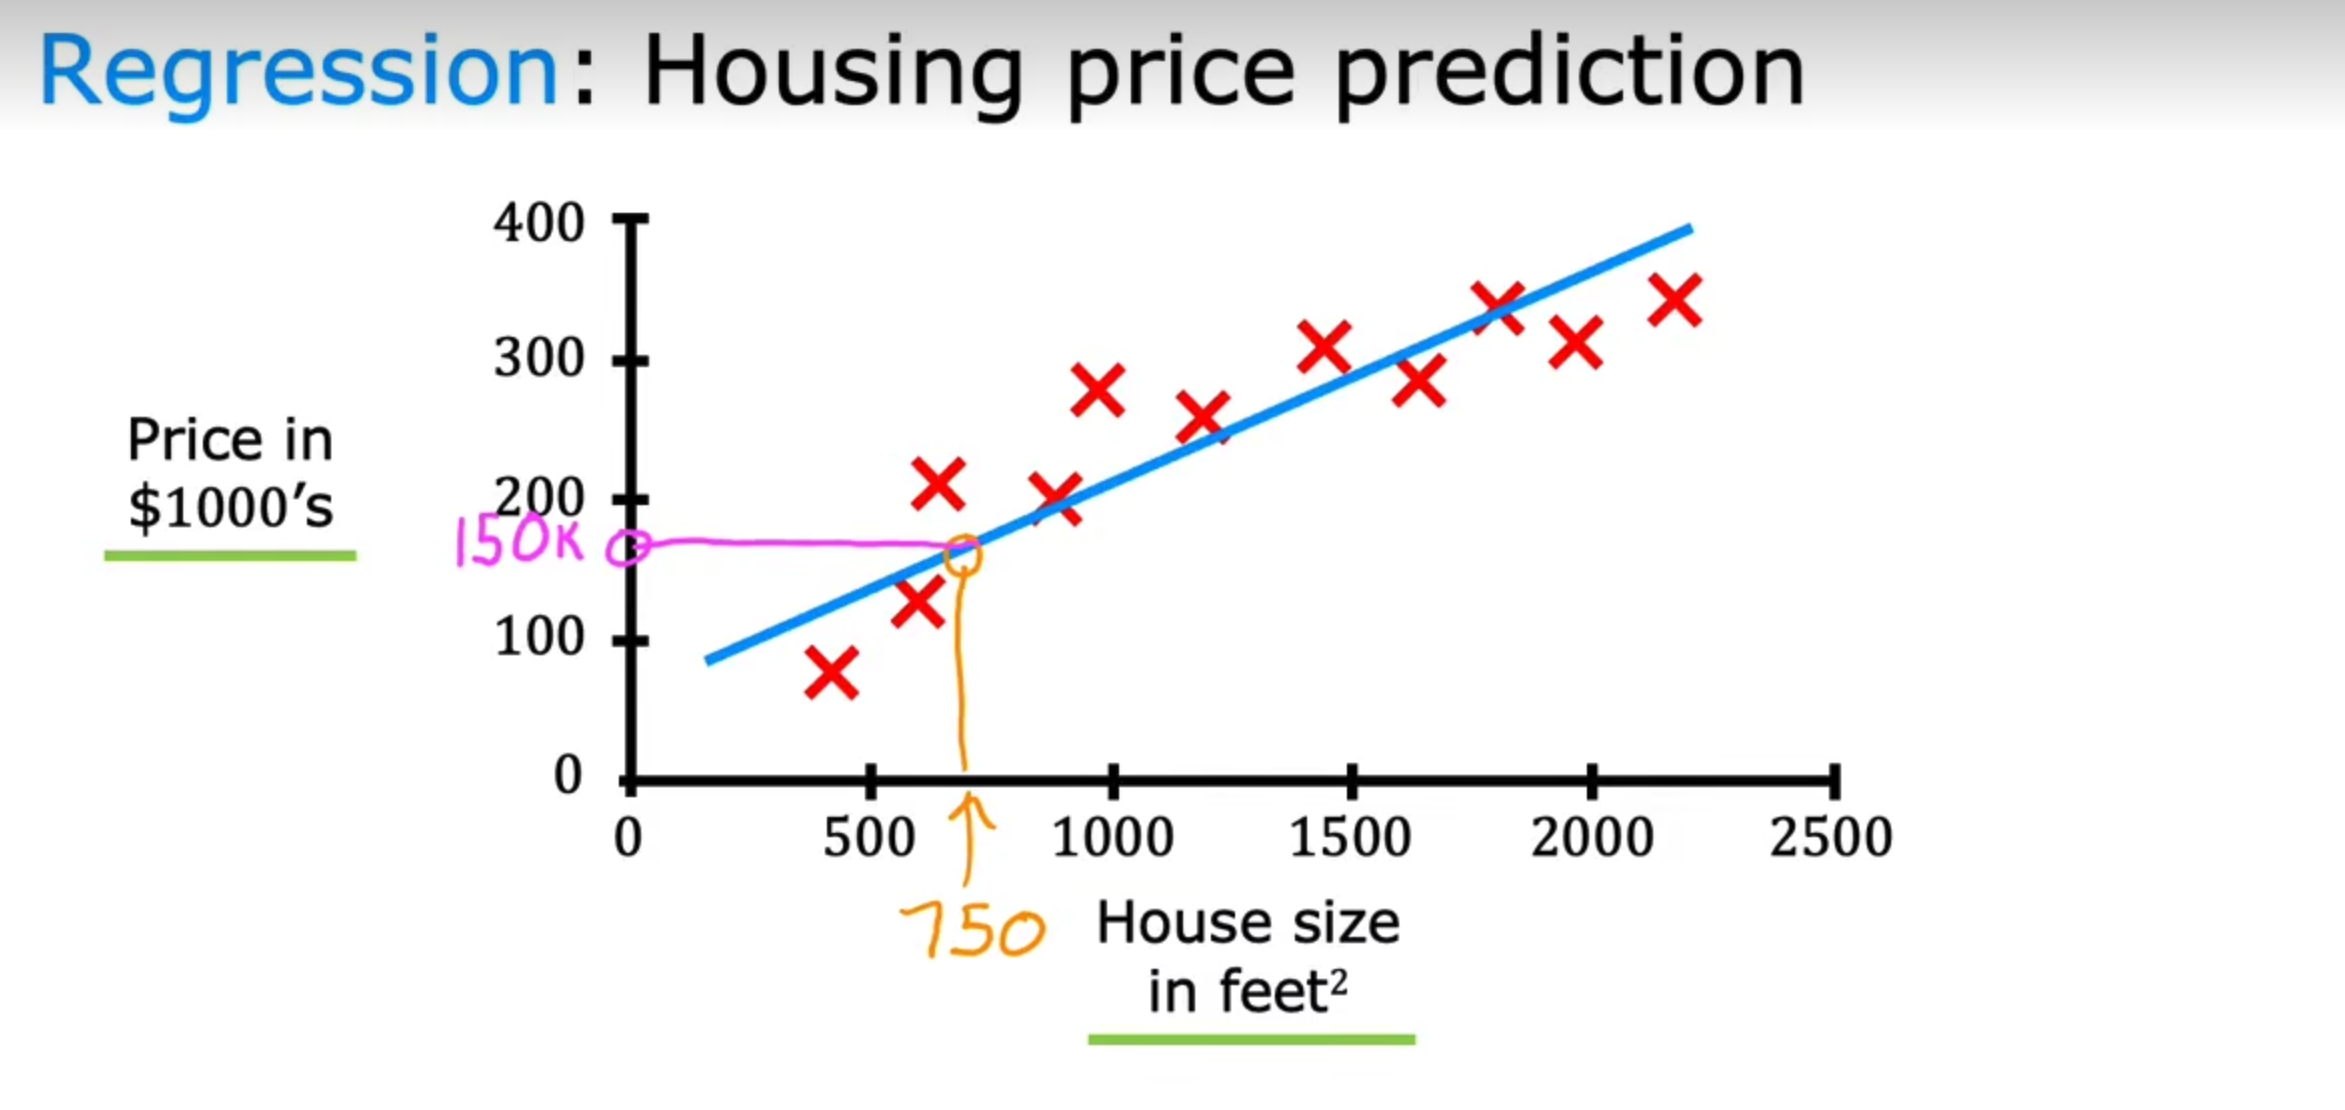 Regression: Housing price prediction
400
300
Price in
$1000's
200
150K
100
0
0 500 1000 1500 2000 2500
750
House size
in feet²